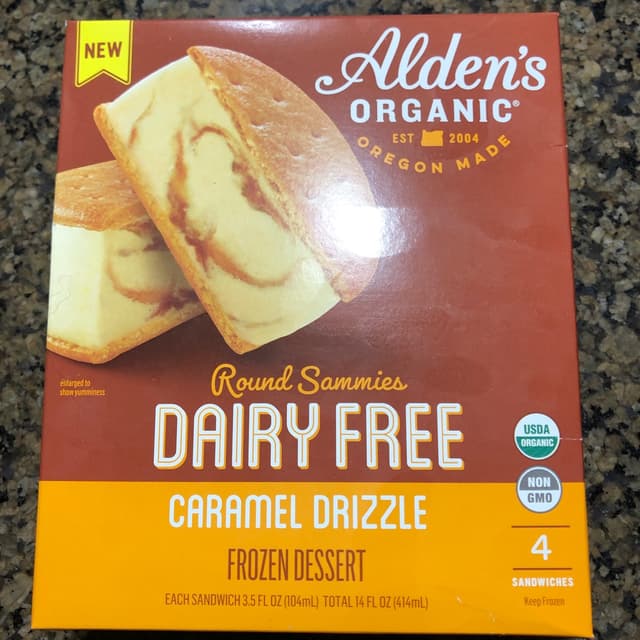 NEW
Alden's
ORGANIC®
EST 2004
OREGON MADE
enlarged to
show yumminess
Round Sammies
DAIRY FREE
CARAMEL DRIZZLE
FROZEN DESSERT
EACH SANDWICH 3.5 FL OZ (104mL) TOTAL 14 FL OZ (414mL)
USDA
ORGANIC
NON
GMO
4
SANDWICHES
Keep Frozen